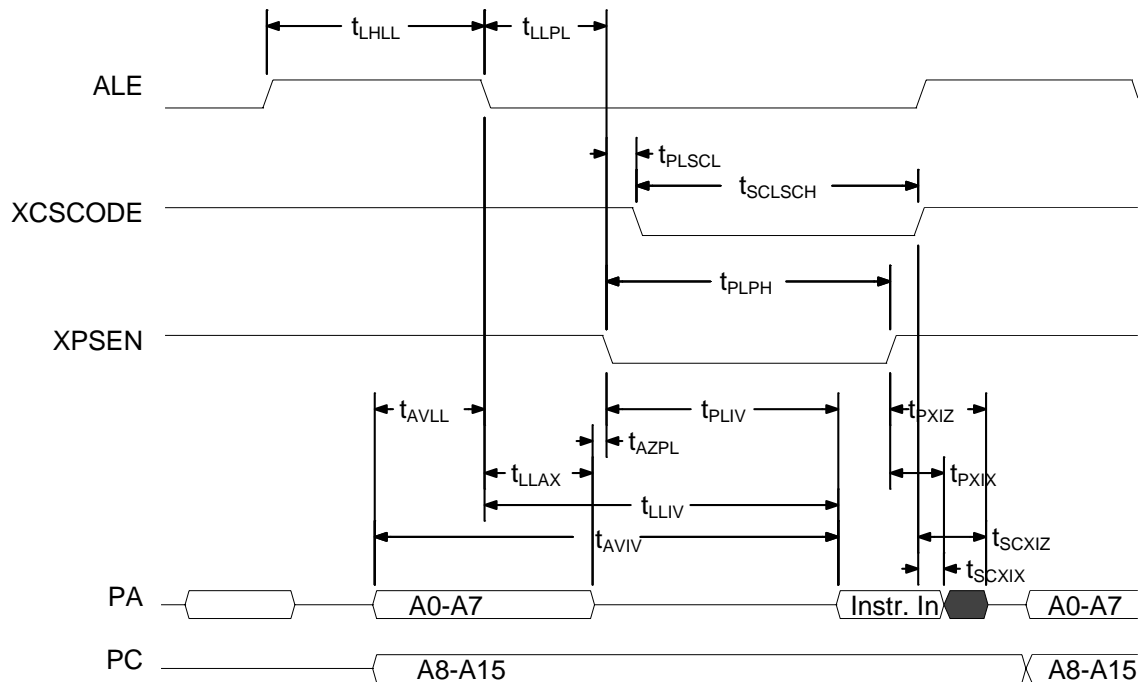 tLHLL tLLPL
ALE
tPLSCL
tSCLSCH
XCSCODE
tPLPH
XPSEN
tAVLL tPLIV tPXIZ
tAZPL
tLLAX tPXIX
tLLIV
tAVIV tSCXIZ
tSCXIX
PA A0-A7 Instr. In A0-A7
PC A8-A15 A8-A15